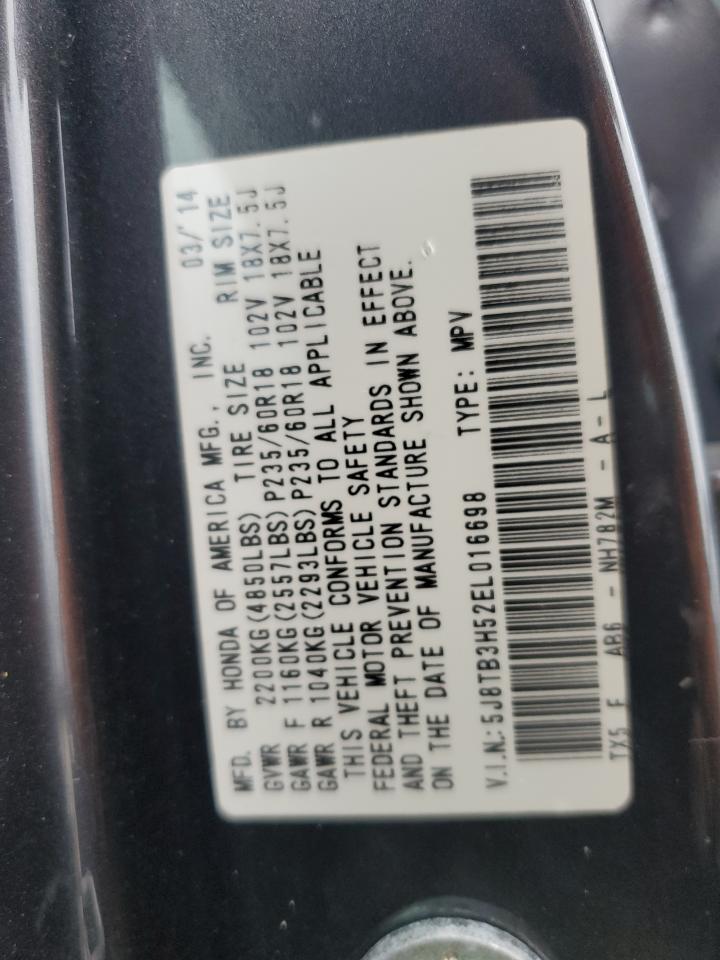 MFD. BY HONDA OF AMERICA MFG., INC. 03/'14
GVWR 2200KG(4850LBS) TIRE SIZE RIM SIZE
GAWR F 1160KG(2557LBS) P235/60R18 102V 18X7.5J
GAWR R 1040KG(2293LBS) P235/60R18 102V 18X7.5J
THIS VEHICLE CONFORMS TO ALL APPLICABLE
FEDERAL MOTOR VEHICLE SAFETY
AND THEFT PREVENTION STANDARDS IN EFFECT
ON THE DATE OF MANUFACTURE SHOWN ABOVE.
V.I.N.: 5J8TB3H52EL016698 TYPE: MPV
TX5 F AB6 - NH782M - A - L